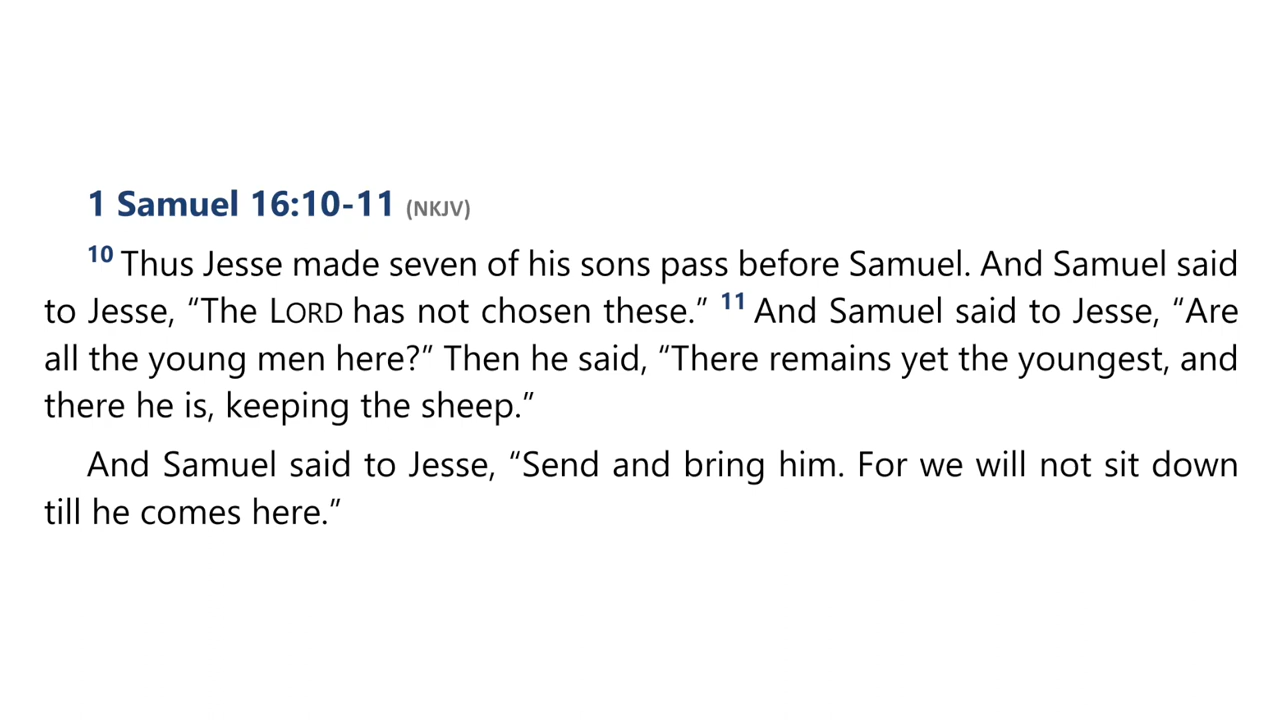 1 Samuel 16:10-11 (NKJV)
10 Thus Jesse made seven of his sons pass before Samuel. And Samuel said
to Jesse, “The LORD has not chosen these.” 11 And Samuel said to Jesse, “Are
all the young men here?” Then he said, “There remains yet the youngest, and
there he is, keeping the sheep.”
And Samuel said to Jesse, “Send and bring him. For we will not sit down
till he comes here.”